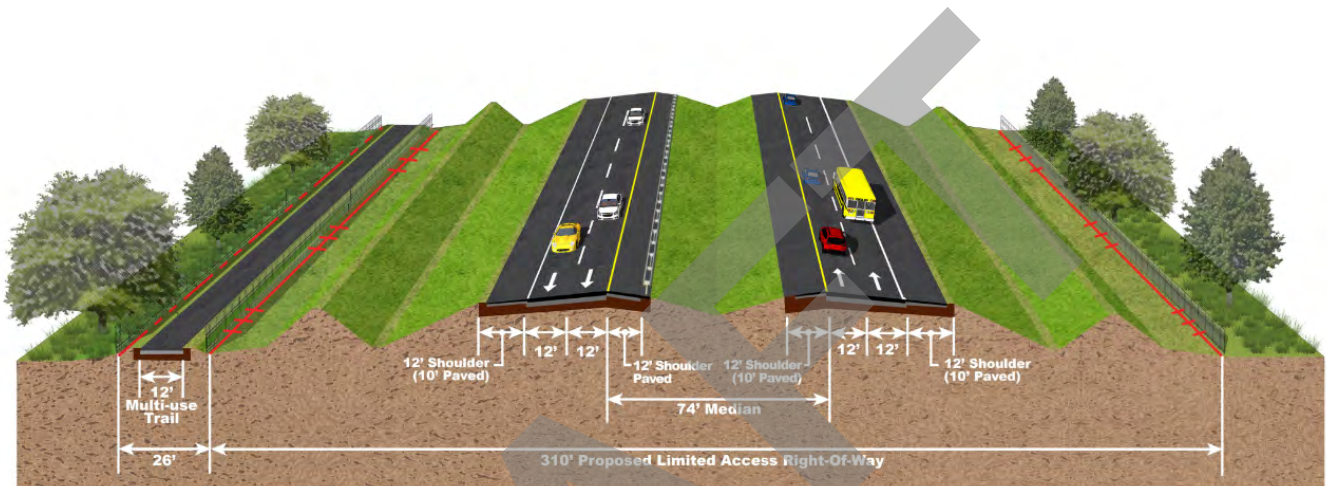 12' Shoulder
(10' Paved)
12'
12'
12' Shoulder
Paved
12' Shoulder
(10' Paved)
12'
12'
12' Shoulder
(10' Paved)
12'
Multi-use
Trail
74' Median
26'
310' Proposed Limited Access Right-Of-Way